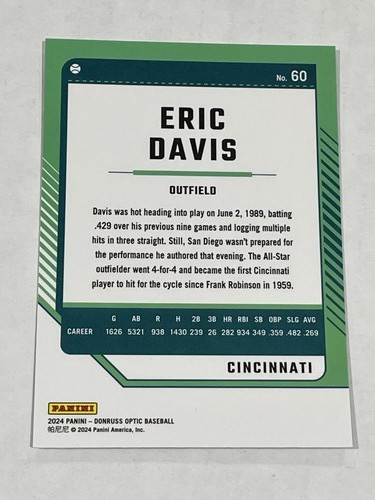 No. 60
ERIC
DAVIS
OUTFIELD
Davis was hot heading into play on June 2, 1989, batting
.429 over his previous nine games and logging multiple
hits in three straight. Still, San Diego wasn't prepared for
the performance he authored that evening. The All-Star
outfielder went 4-for-4 and became the first Cincinnati
player to hit for the cycle since Frank Robinson in 1959.
G AB R H 2B 3B HR RBI SB OBP SLG AVG
CAREER 1626 5321 938 1430 239 26 282 934 349 .359 .482 .269
CINCINNATI
PANINI
2024 PANINI – DONRUSS OPTIC BASEBALL
帕尼尼 © 2024 Panini America, Inc.